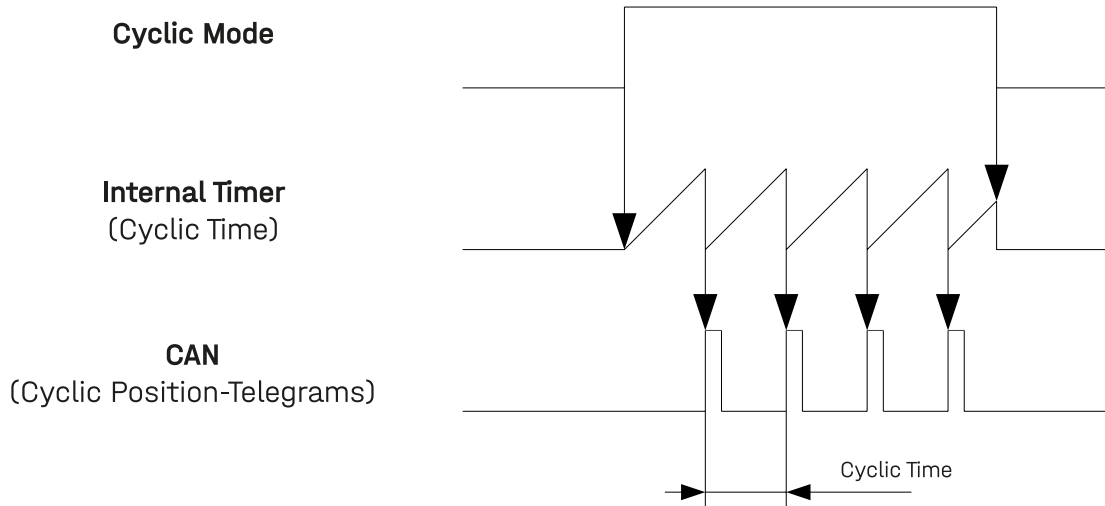 Cyclic Mode
Internal Timer
(Cyclic Time)
CAN
(Cyclic Position-Telegrams)
Cyclic Time